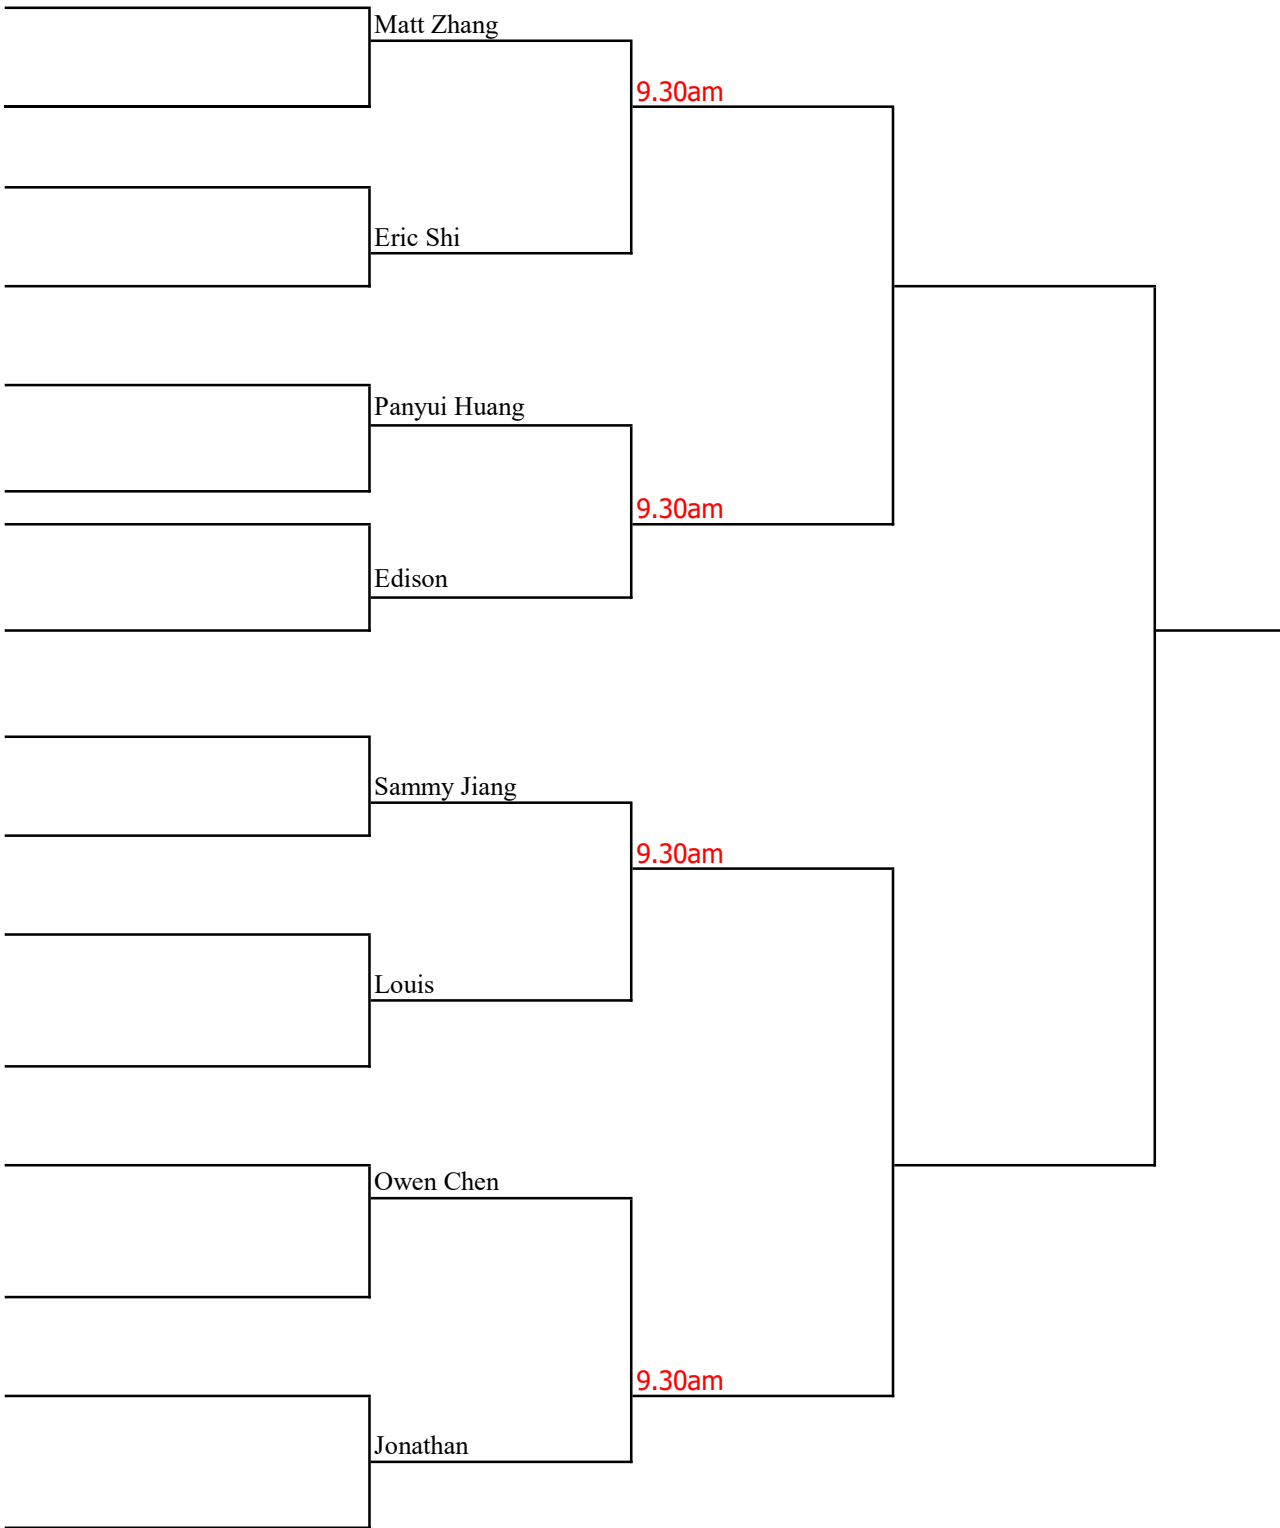 Matt Zhang
9.30am
Eric Shi
Panyui Huang
9.30am
Edison
Sammy Jiang
9.30am
Louis
Owen Chen
9.30am
Jonathan